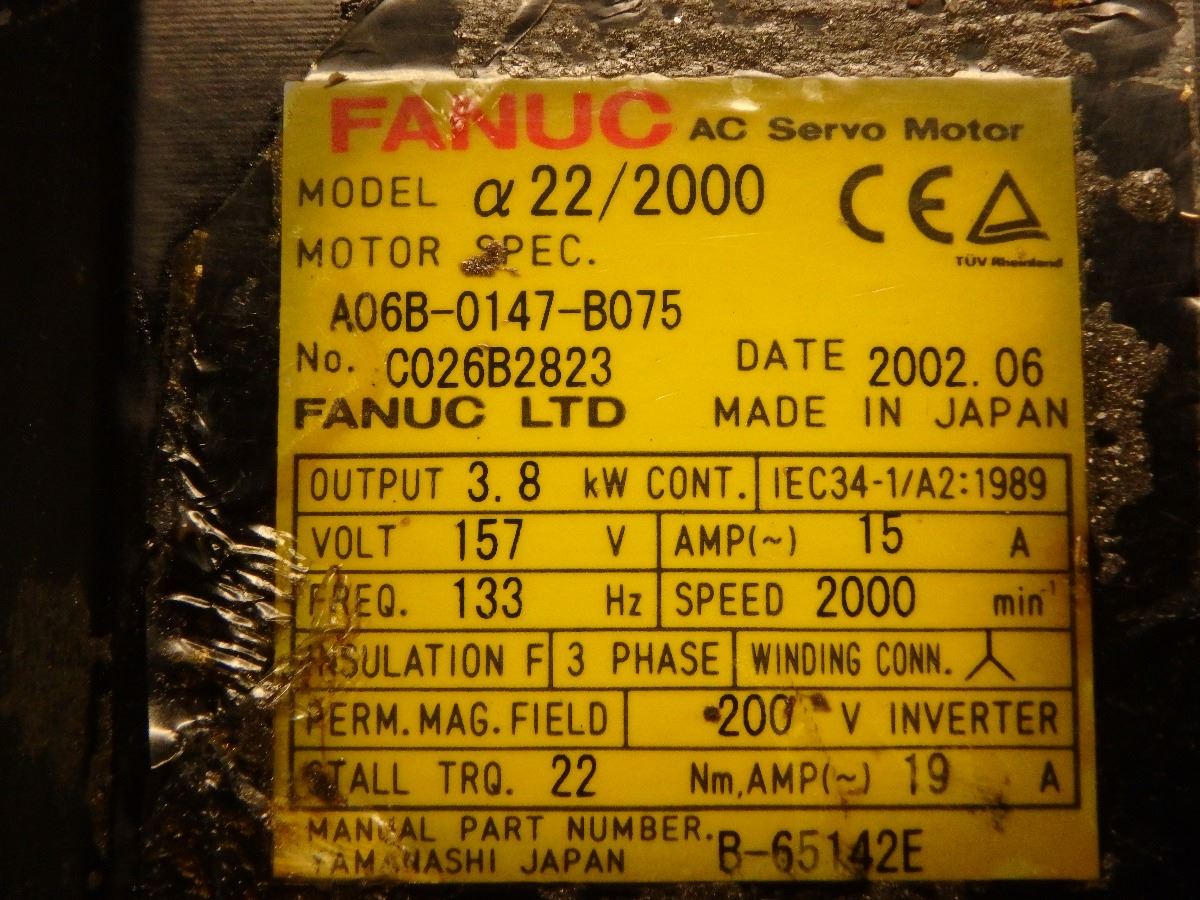 FANUC AC Servo Motor
MODEL α22/2000
CE
TÜV Rheinland
MOTOR SPEC.
A06B-0147-B075
No. C026B2823 DATE 2002.06
FANUC LTD MADE IN JAPAN
OUTPUT 3.8 kW CONT. IEC34-1/A2:1989
VOLT 157 V AMP(~) 15 A
FREQ. 133 Hz SPEED 2000 min⁻¹
INSULATION F 3 PHASE WINDING CONN.
PERM.MAG.FIELD 200 V INVERTER
STALL TRQ. 22 Nm,AMP(~) 19 A
MANUAL PART NUMBER. B-65142E
YAMANASHI JAPAN